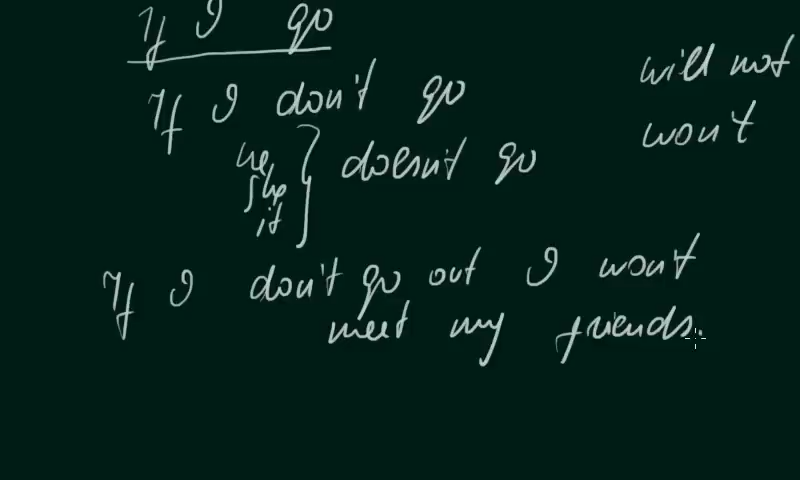 If I go
If I don't go
will not
won't
he,
she
it
doesn't go
If I don't go out I won't
meet my friends.